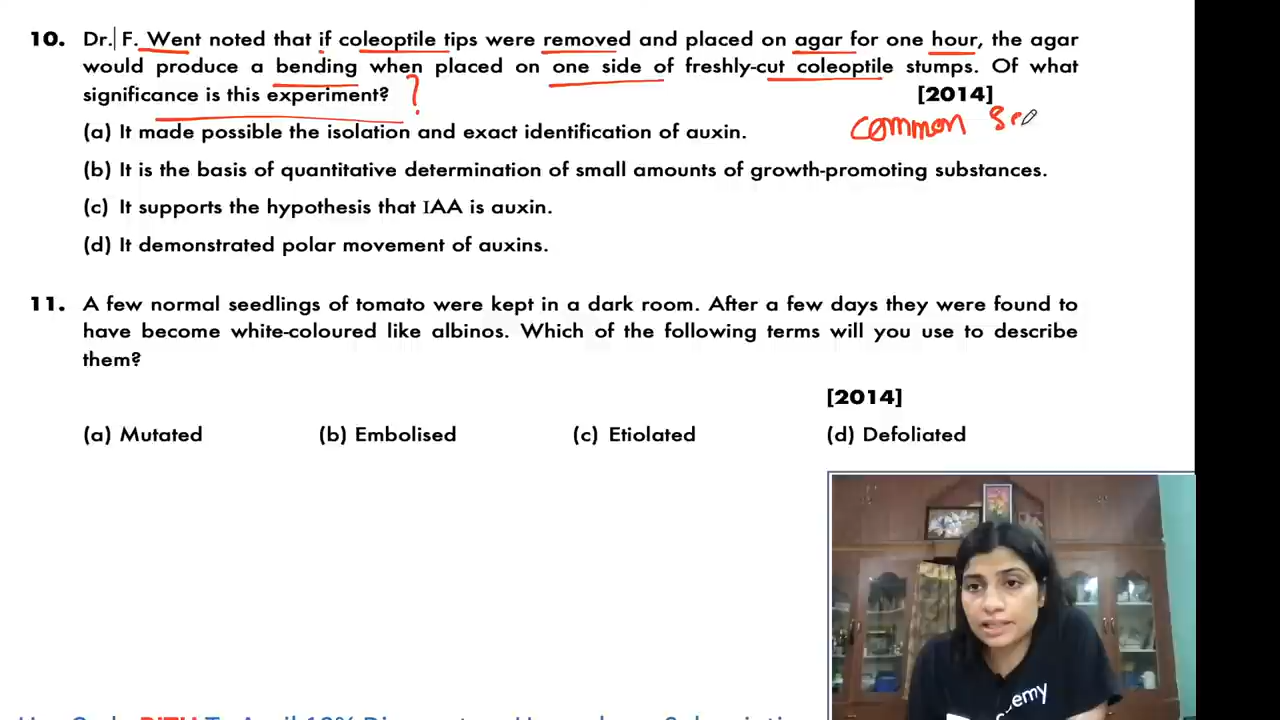 10. Dr. F. Went noted that if coleoptile tips were removed and placed on agar for one hour, the agar
would produce a bending when placed on one side of freshly-cut coleoptile stumps. Of what
significance is this experiment? ? [2014]
common se
(a) It made possible the isolation and exact identification of auxin.
(b) It is the basis of quantitative determination of small amounts of growth-promoting substances.
(c) It supports the hypothesis that IAA is auxin.
(d) It demonstrated polar movement of auxins.
11. A few normal seedlings of tomato were kept in a dark room. After a few days they were found to
have become white-coloured like albinos. Which of the following terms will you use to describe
them?
[2014]
(a) Mutated (b) Embolised (c) Etiolated (d) Defoliated